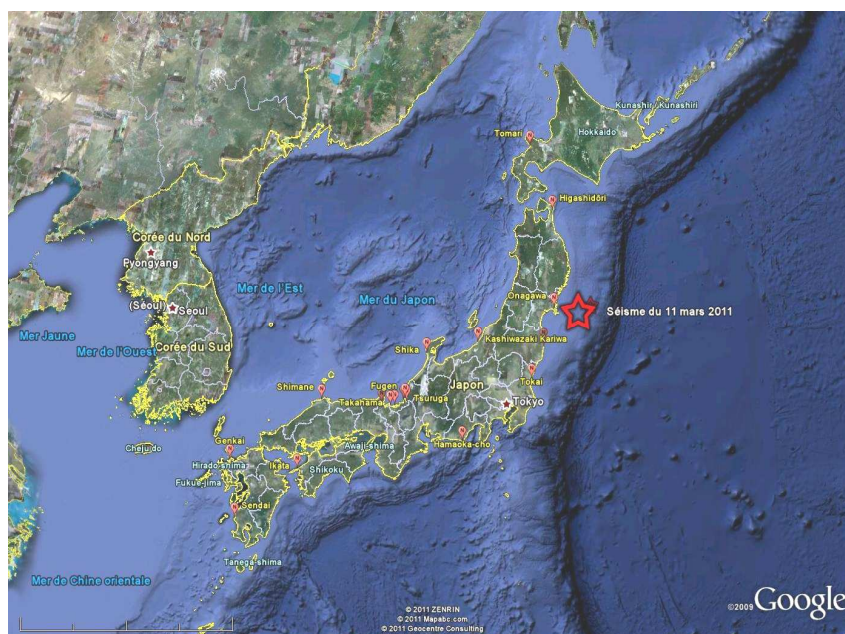 Kunashir / Kunashiri
Hokkaido
Tomari
Higashidōri
Corée du Nord
Pyongyang
Mer de l'Est
Mer du Japon
Onagawa
(Séoul)
Seoul
Séisme du 11 mars 2011
Mer Jaune
Mer de l'Ouest
Corée du Sud
Kashiwazaki Kariwa
Shika
Tokai
Japon
Shimane
Fugen
Takahama
Tsuruga
Tokyo
Hamaoka-cho
Cheju do
Genkai
Awaji-shima
Hirado-shima
Ikata
Shikoku
Fukue-jima
Sendai
Tanega-shima
Mer de Chine orientale
© 2011 ZENRIN
© 2011 Mapabc.com
© 2011 Geocentre Consulting
©2009 Google